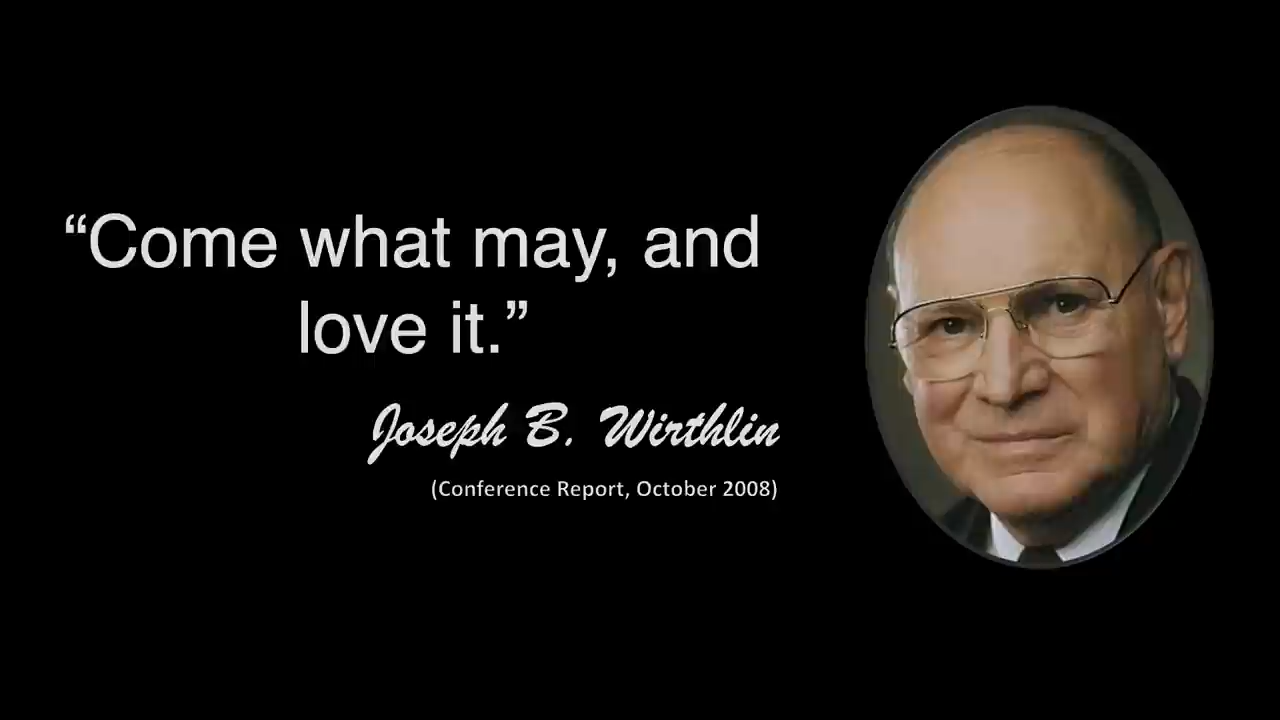 “Come what may, and
love it.”
Joseph B. Wirthlin
(Conference Report, October 2008)